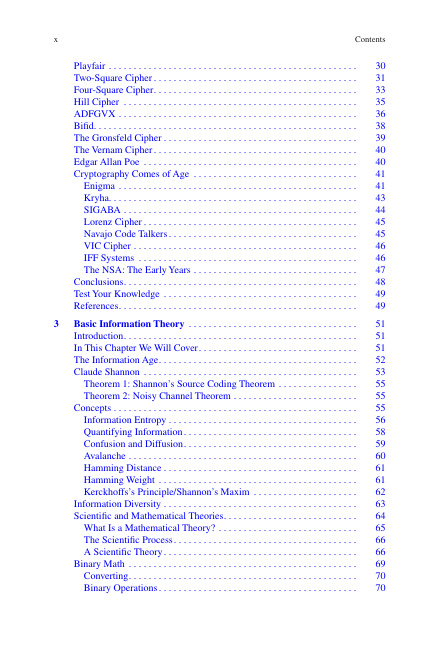 x Contents
Playfair . . . . . . . . . . 30
Two-Square Cipher . . . . . . . . . . 31
Four-Square Cipher . . . . . . . . . . 33
Hill Cipher . . . . . . . . . . 35
ADFGVX . . . . . . . . . . 36
Bifid . . . . . . . . . . 38
The Gronsfeld Cipher . . . . . . . . . . 39
The Vernam Cipher . . . . . . . . . . 40
Edgar Allan Poe . . . . . . . . . . 40
Cryptography Comes of Age . . . . . . . . . . 41
Enigma . . . . . . . . . . 41
Kryha . . . . . . . . . . 43
SIGABA . . . . . . . . . . 44
Lorenz Cipher . . . . . . . . . . 45
Navajo Code Talkers . . . . . . . . . . 45
VIC Cipher . . . . . . . . . . 46
IFF Systems . . . . . . . . . . 46
The NSA: The Early Years . . . . . . . . . . 47
Conclusions . . . . . . . . . . 48
Test Your Knowledge . . . . . . . . . . 49
References . . . . . . . . . . 49
3 Basic Information Theory . . . . . . . . . . 51
Introduction . . . . . . . . . . 51
In This Chapter We Will Cover . . . . . . . . . . 51
The Information Age . . . . . . . . . . 52
Claude Shannon . . . . . . . . . . 53
Theorem 1: Shannon's Source Coding Theorem . . . . . . . . . . 55
Theorem 2: Noisy Channel Theorem . . . . . . . . . . 55
Concepts . . . . . . . . . . 55
Information Entropy . . . . . . . . . . 56
Quantifying Information . . . . . . . . . . 58
Confusion and Diffusion . . . . . . . . . . 59
Avalanche . . . . . . . . . . 60
Hamming Distance . . . . . . . . . . 61
Hamming Weight . . . . . . . . . . 61
Kerckhoffs's Principle/Shannon's Maxim . . . . . . . . . . 62
Information Diversity . . . . . . . . . . 63
Scientific and Mathematical Theories . . . . . . . . . . 64
What Is a Mathematical Theory? . . . . . . . . . . 65
The Scientific Process . . . . . . . . . . 66
A Scientific Theory . . . . . . . . . . 66
Binary Math . . . . . . . . . . 69
Converting . . . . . . . . . . 70
Binary Operations . . . . . . . . . . 70